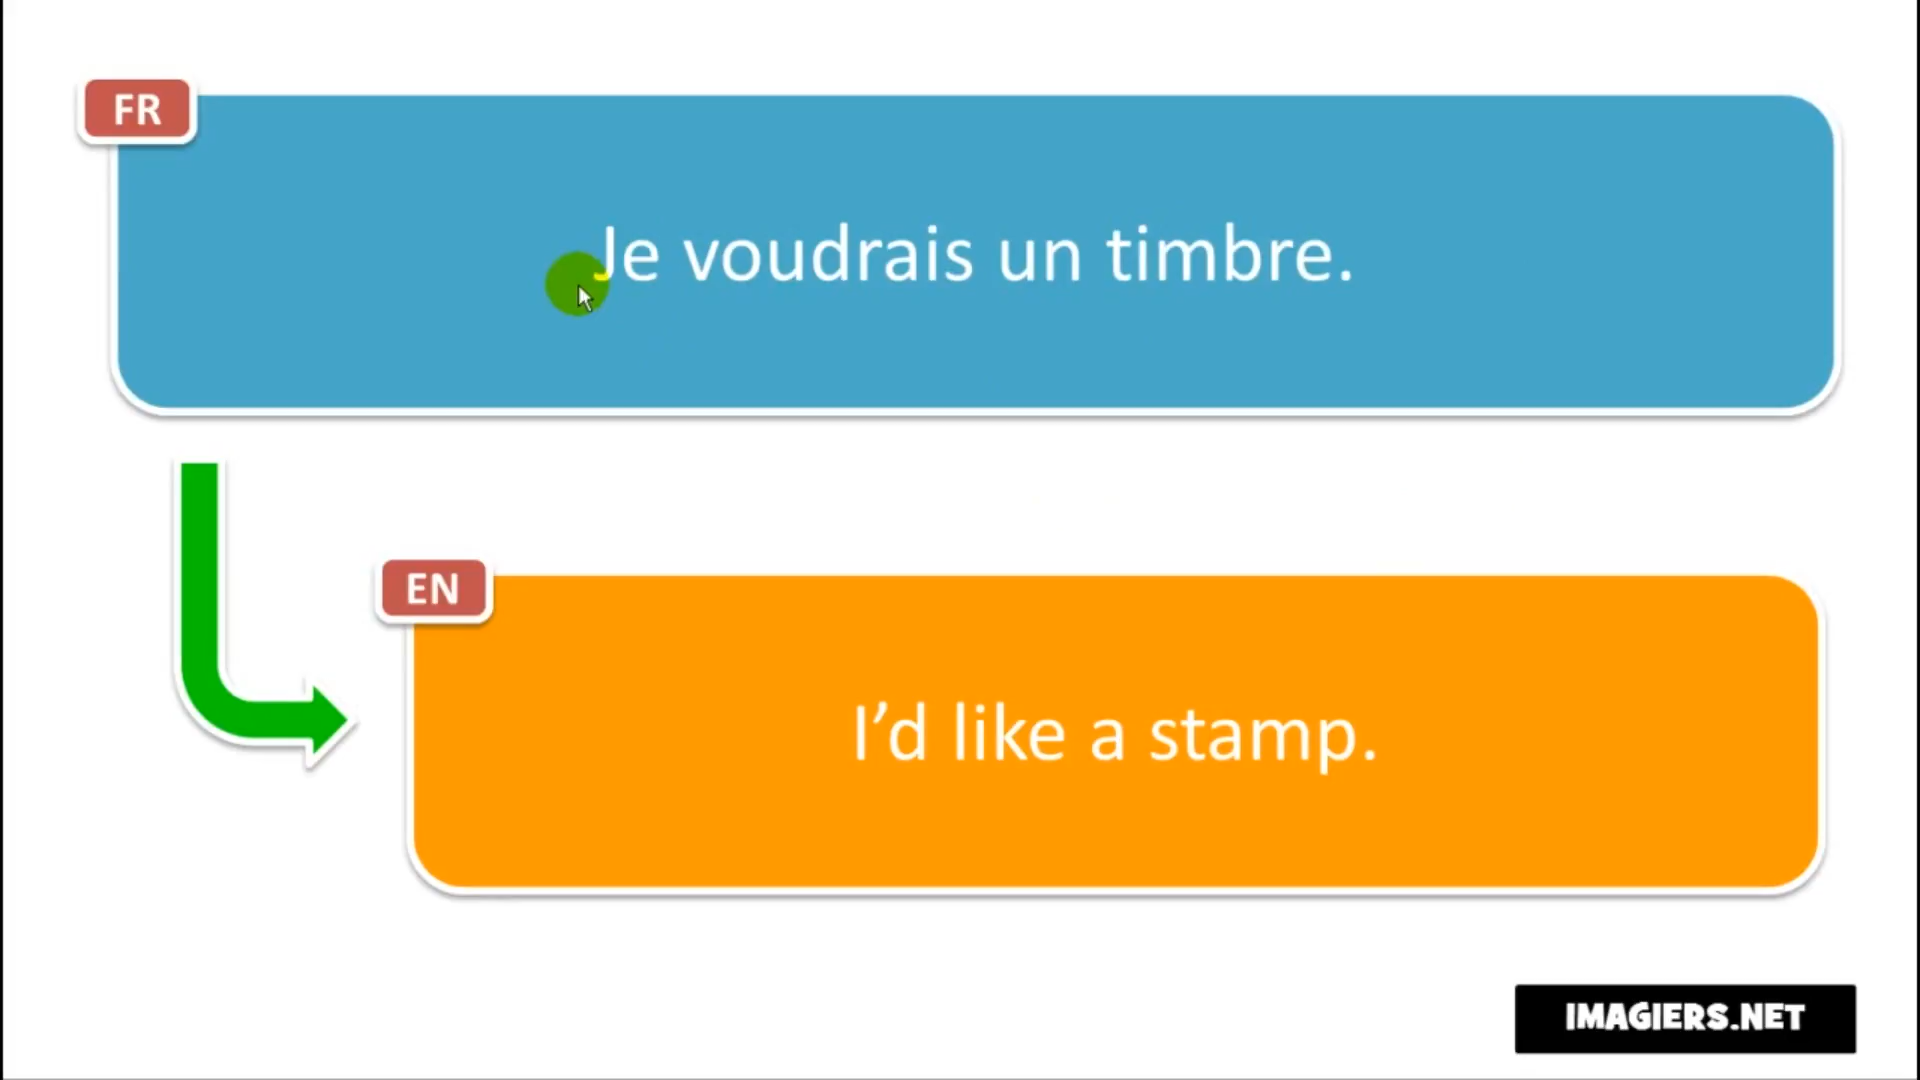 FR
Je voudrais un timbre.
EN
I’d like a stamp.
IMAGIERS.NET